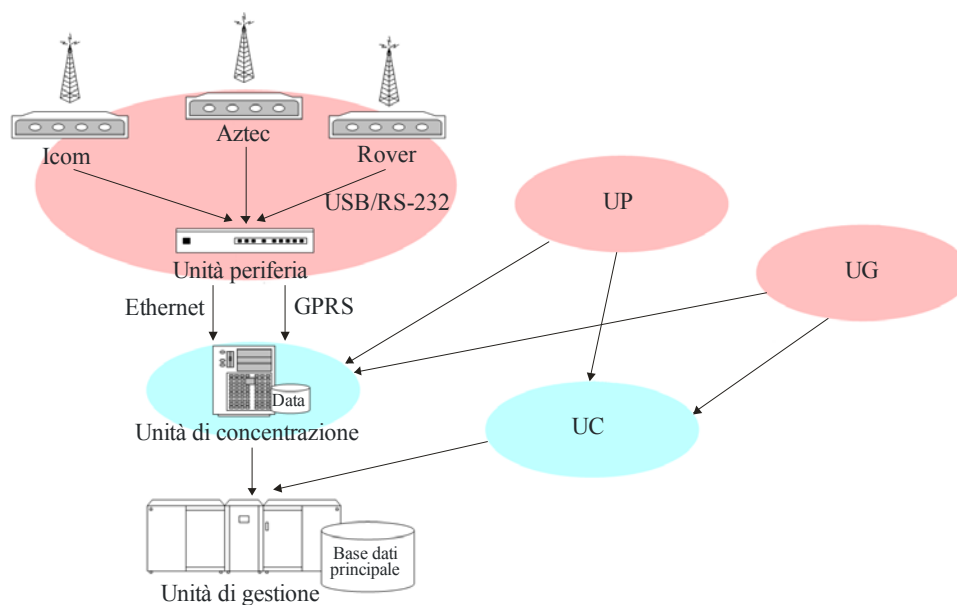 Icom
Aztec
Rover
USB/RS-232
Unità periferia
Ethernet
GPRS
UP
UG
Data
Unità di concentrazione
UC
Base dati
principale
Unità di gestione